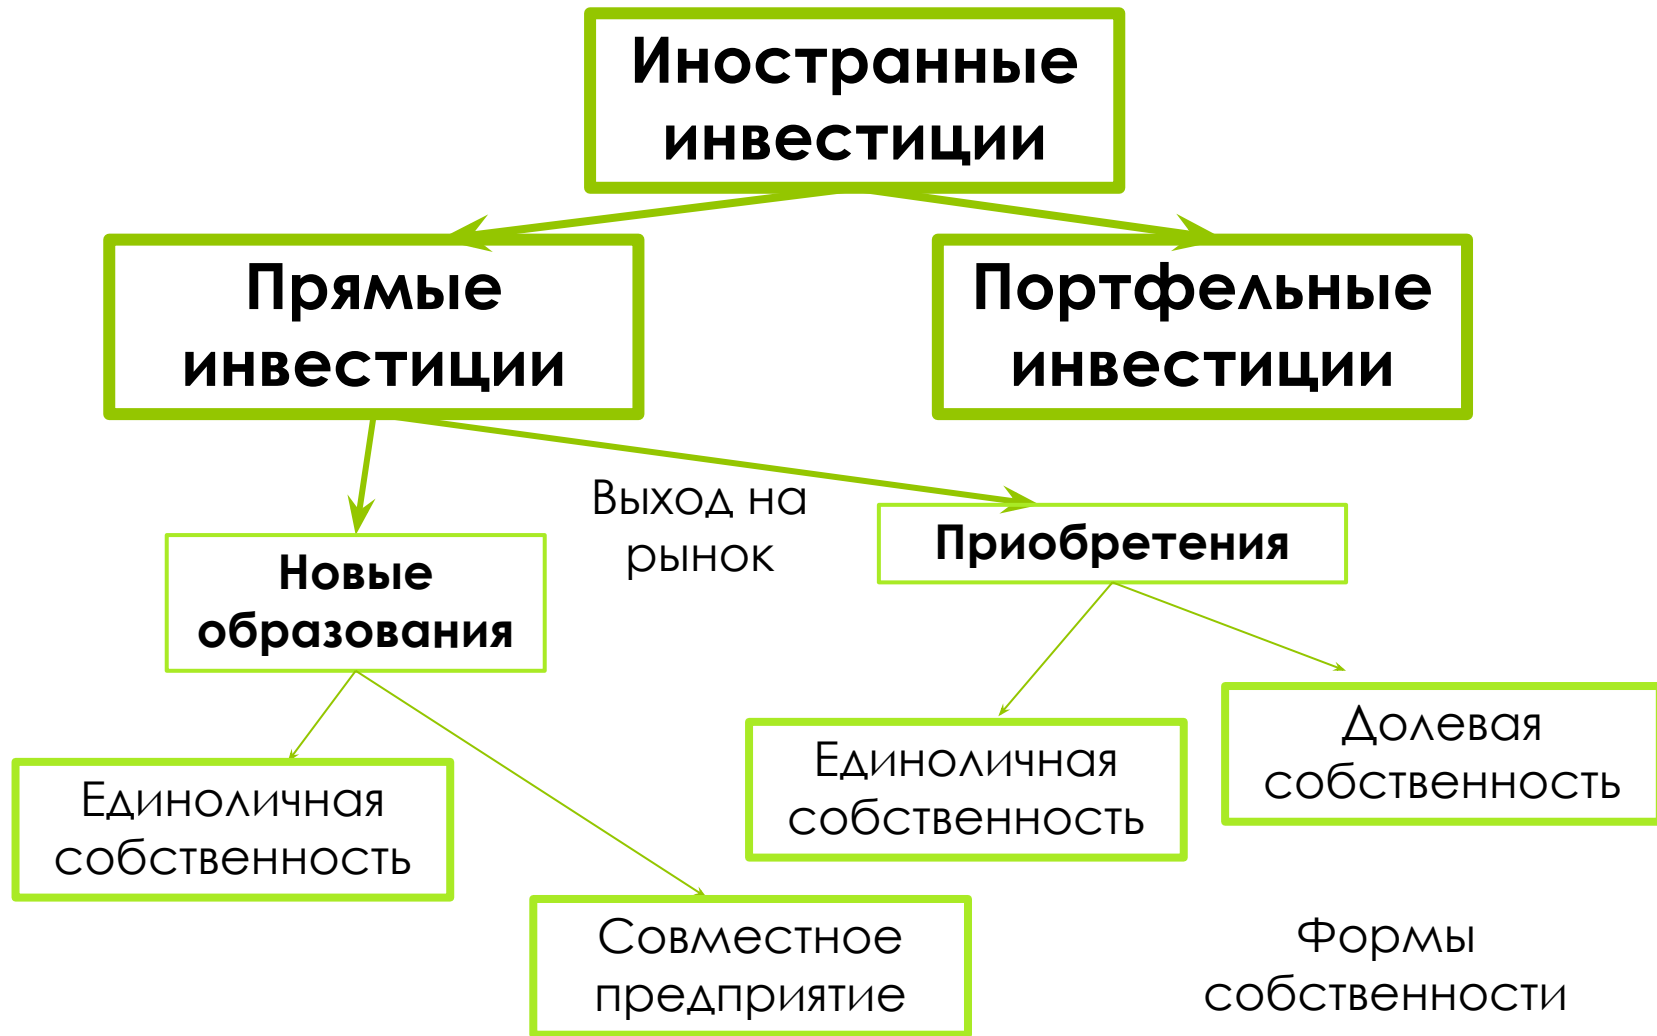 Иностранные
инвестиции
Прямые
инвестиции
Портфельные
инвестиции
Выход на
рынок
Новые
образования
Приобретения
Единоличная
собственность
Совместное
предприятие
Единоличная
собственность
Долевая
собственность
Формы
собственности